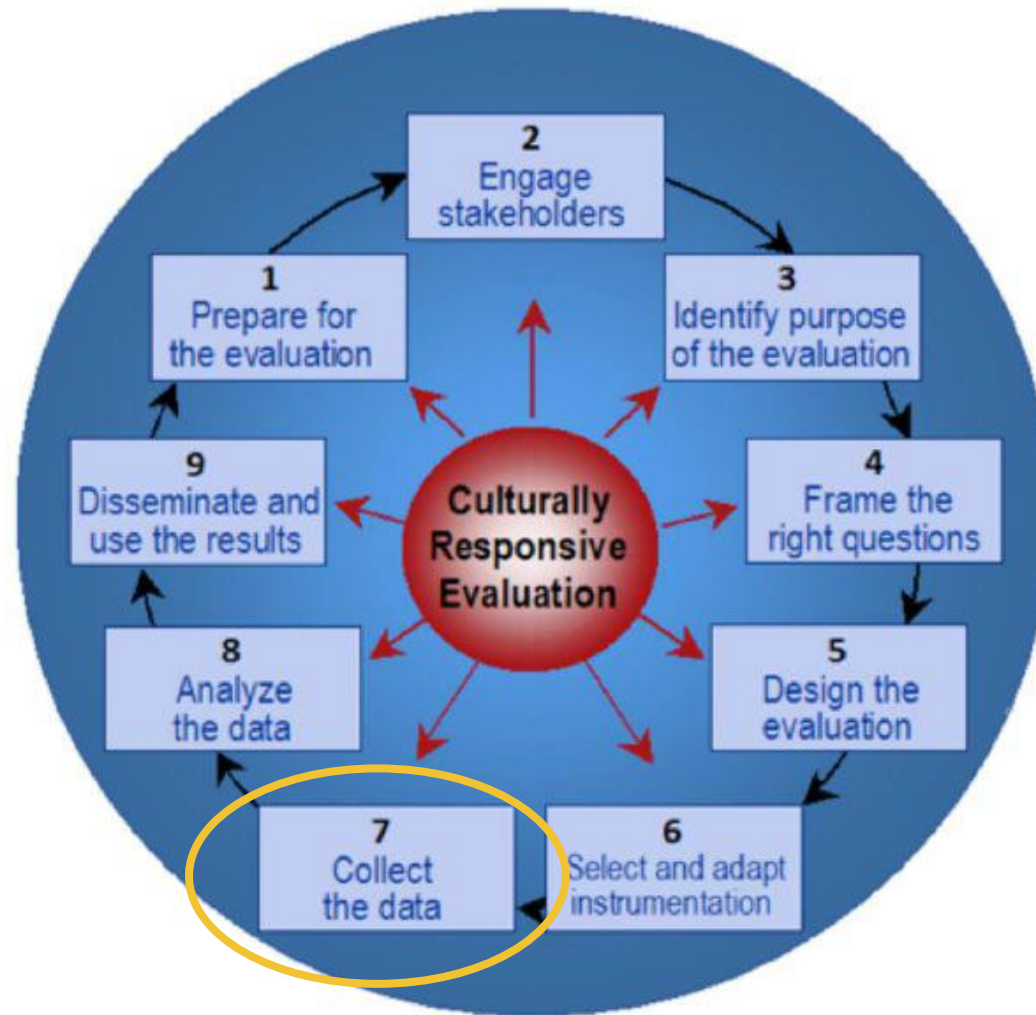 2
Engage
stakeholders
1
Prepare for
the evaluation
3
Identify purpose
of the evaluation
9
Disseminate and
use the results
Culturally
Responsive
Evaluation
4
Frame the
right questions
8
Analyze
the data
5
Design the
evaluation
7
Collect
the data
6
Select and adapt
instrumentation